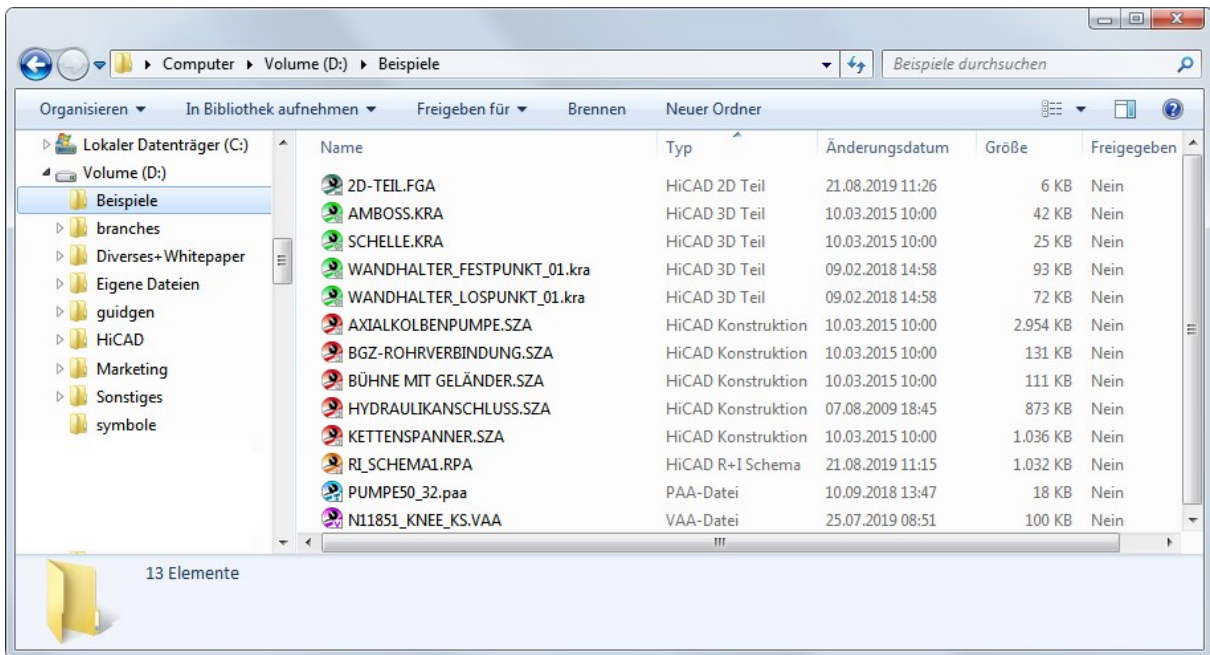 Computer Volume (D:) Beispiele Beispiele durchsuchen
Organisieren In Bibliothek aufnehmen Freigeben für Brennen Neuer Ordner
Lokaler Datenträger (C:)
Volume (D:)
Beispiele
branches
Diverses+Whitepaper
Eigene Dateien
guidgen
HiCAD
Marketing
Sonstiges
symbole
Name Typ Änderungsdatum Größe Freigegeben
2D-TEIL.FGA HiCAD 2D Teil 21.08.2019 11:26 6 KB Nein
AMBOSS.KRA HiCAD 3D Teil 10.03.2015 10:00 42 KB Nein
SCHELLE.KRA HiCAD 3D Teil 10.03.2015 10:00 25 KB Nein
WANDHALTER_FESTPUNKT_01.kra HiCAD 3D Teil 09.02.2018 14:58 93 KB Nein
WANDHALTER_LOSPUNKT_01.kra HiCAD 3D Teil 09.02.2018 14:58 72 KB Nein
AXIALKOLBENPUMPE.SZA HiCAD Konstruktion 10.03.2015 10:00 2.954 KB Nein
BGZ-ROHRVERBINDUNG.SZA HiCAD Konstruktion 10.03.2015 10:00 131 KB Nein
BÜHNE MIT GELÄNDER.SZA HiCAD Konstruktion 10.03.2015 10:00 111 KB Nein
HYDRAULIKANSCHLUSS.SZA HiCAD Konstruktion 07.08.2009 18:45 873 KB Nein
KETTENSPANNER.SZA HiCAD Konstruktion 10.03.2015 10:00 1.036 KB Nein
RI_SCHEMA1.RPA HiCAD R+I Schema 21.08.2019 11:15 1.032 KB Nein
PUMPE50_32.paa PAA-Datei 10.09.2018 13:47 18 KB Nein
N11851_KNEE_KS.VAA VAA-Datei 25.07.2019 08:51 100 KB Nein
13 Elemente